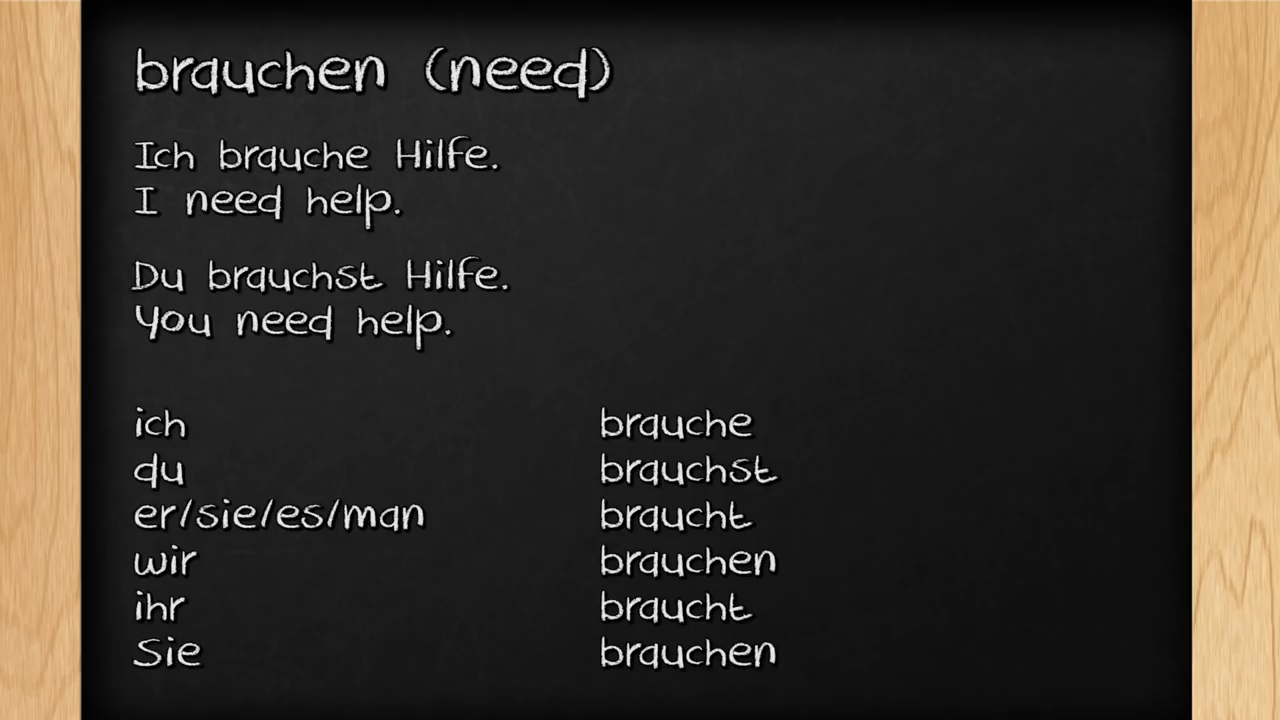 brauchen (need)
Ich brauche Hilfe.
I need help.
Du brauchst Hilfe.
You need help.
ich brauche
du brauchst
er/sie/es/man braucht
wir brauchen
ihr braucht
Sie brauchen